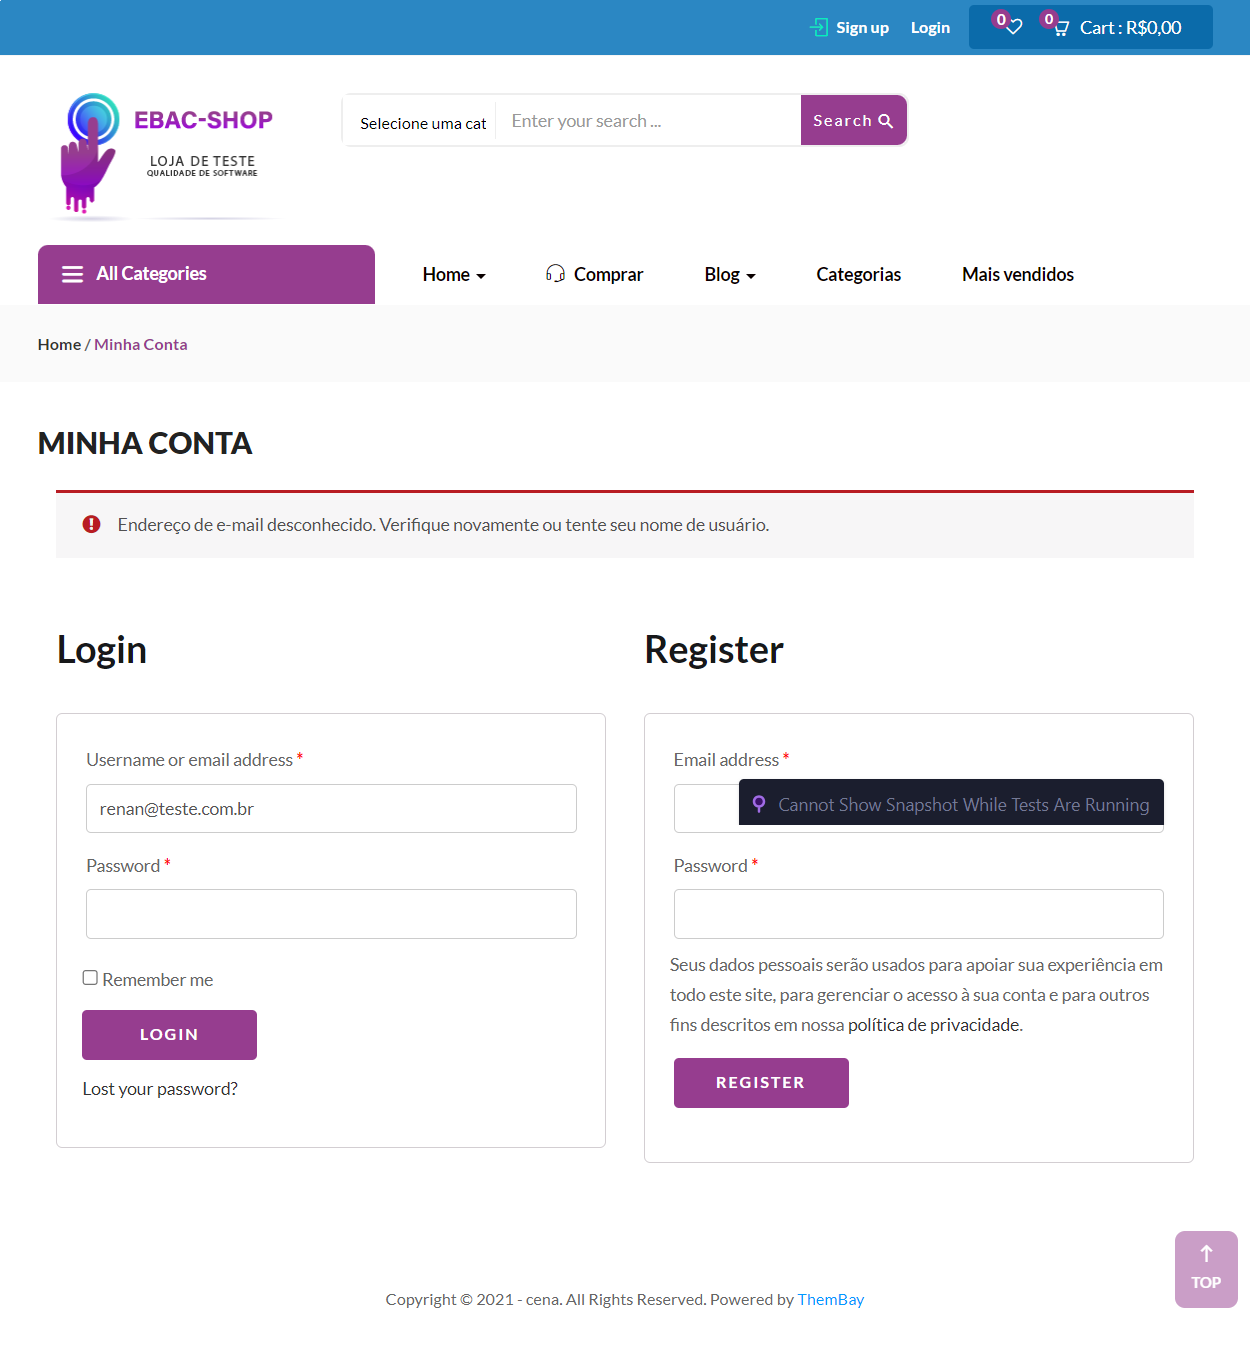 Sign up
Login
0
0
Cart : R$0,00
EBAC-SHOP
LOJA DE TESTE
QUALIDADE DE SOFTWARE
Selecione uma cat
Enter your search ...
Search
All Categories
Home
Comprar
Blog
Categorias
Mais vendidos
Home / Minha Conta
MINHA CONTA
Endereço de e-mail desconhecido. Verifique novamente ou tente seu nome de usuário.
Login
Username or email address *
renan@teste.com.br
Password *
Remember me
LOGIN
Lost your password?
Register
Email address *
Cannot Show Snapshot While Tests Are Running
Password *
Seus dados pessoais serão usados para apoiar sua experiência em
todo este site, para gerenciar o acesso à sua conta e para outros
fins descritos em nossa política de privacidade.
REGISTER
TOP
Copyright © 2021 - cena. All Rights Reserved. Powered by ThemBay